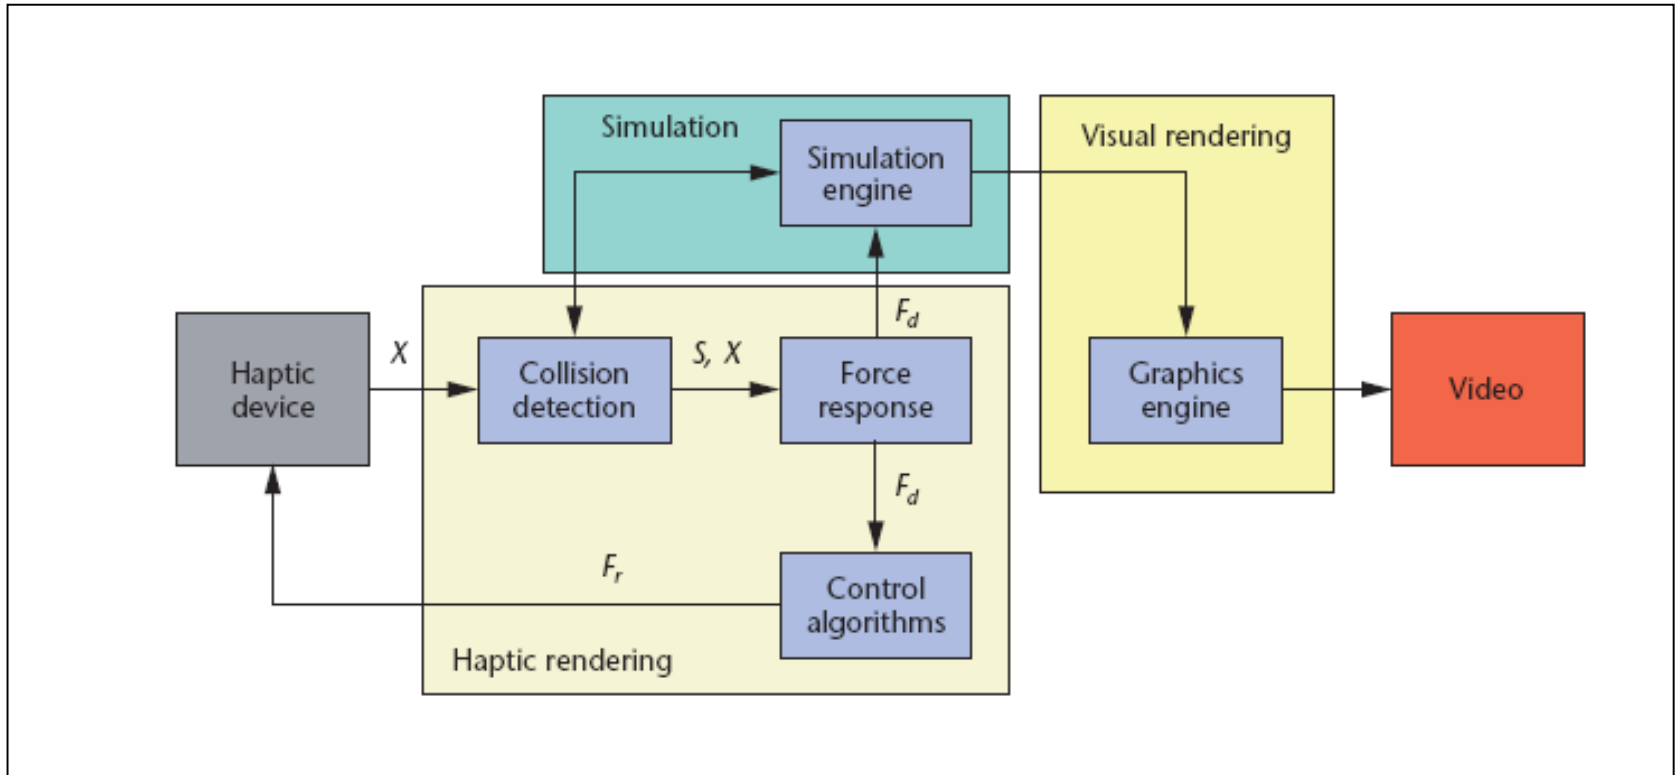 Simulation
Simulation
engine
Visual rendering
Haptic
device
X
Collision
detection
S, X
Force
response
F_d
Graphics
engine
Video
F_d
F_r
Control
algorithms
Haptic rendering